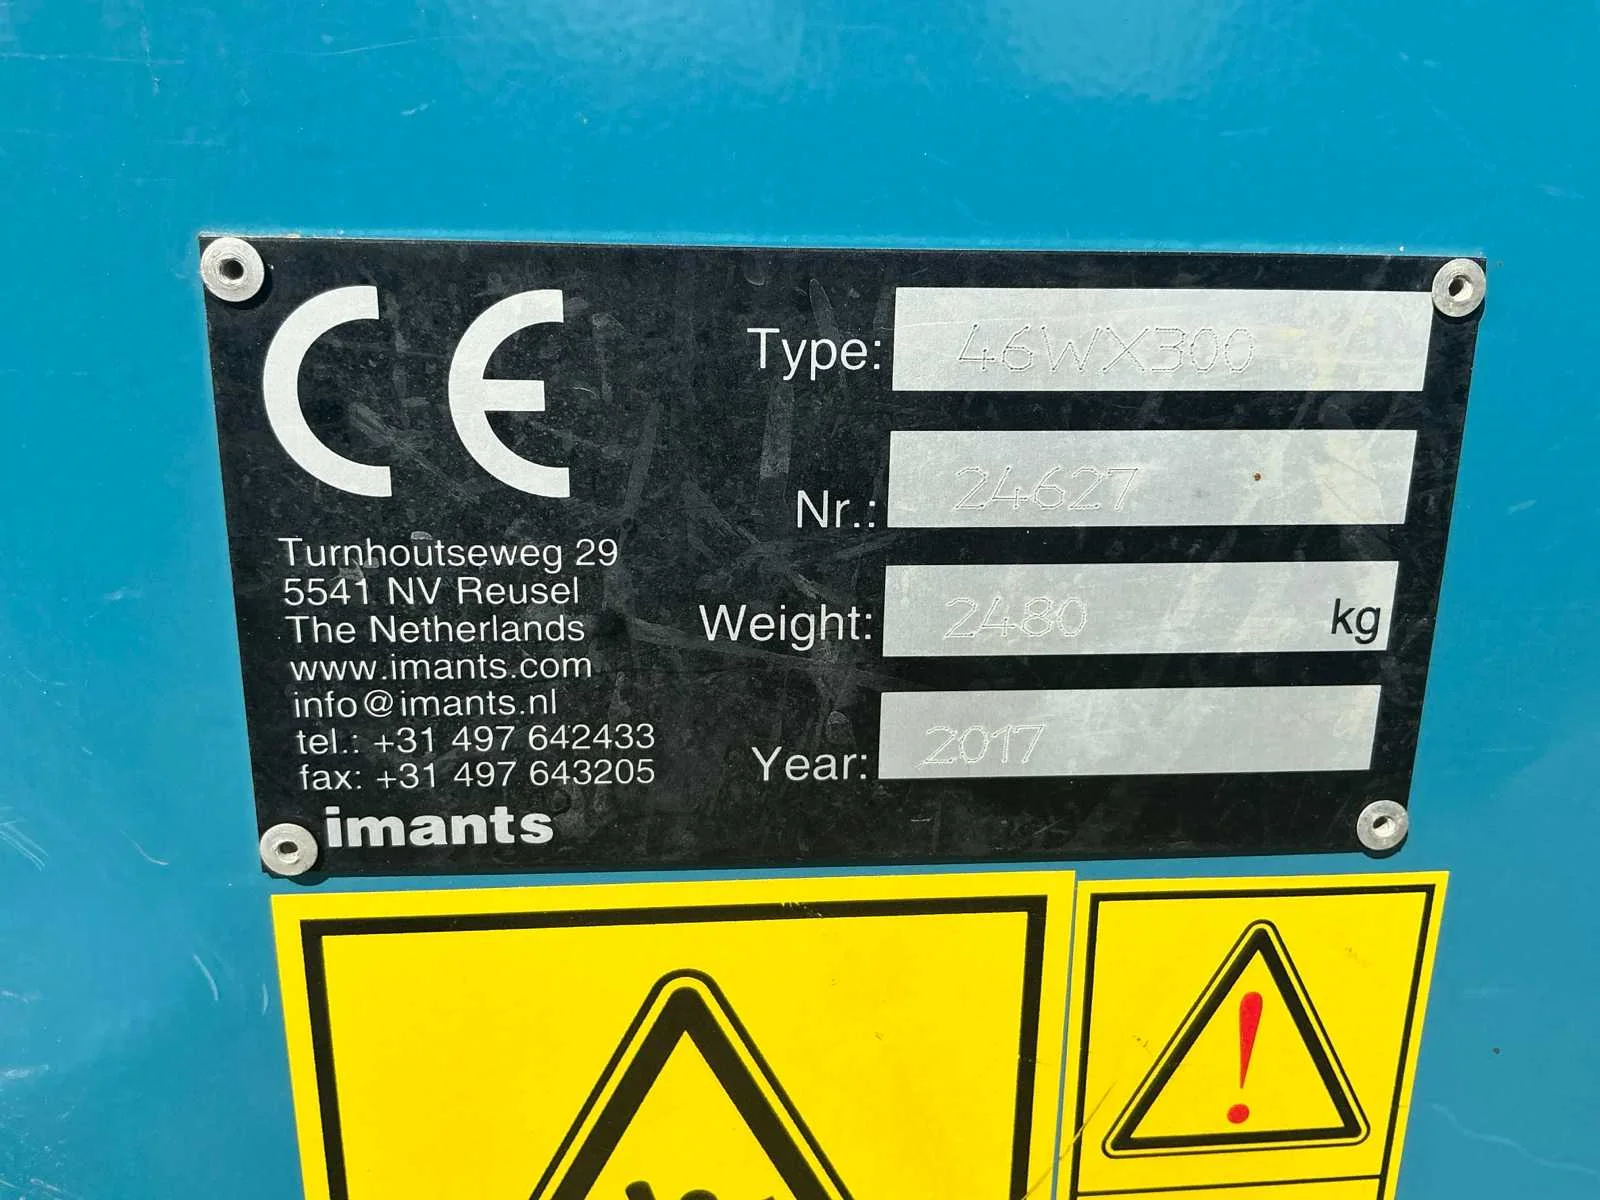 CE
Type: 46WX300
Nr.: 24627
Weight: 2480 kg
Year: 2017
Turnhoutseweg 29
5541 NV Reusel
The Netherlands
www.imants.com
info@imants.nl
tel.: +31 497 642433
fax: +31 497 643205
imants
!